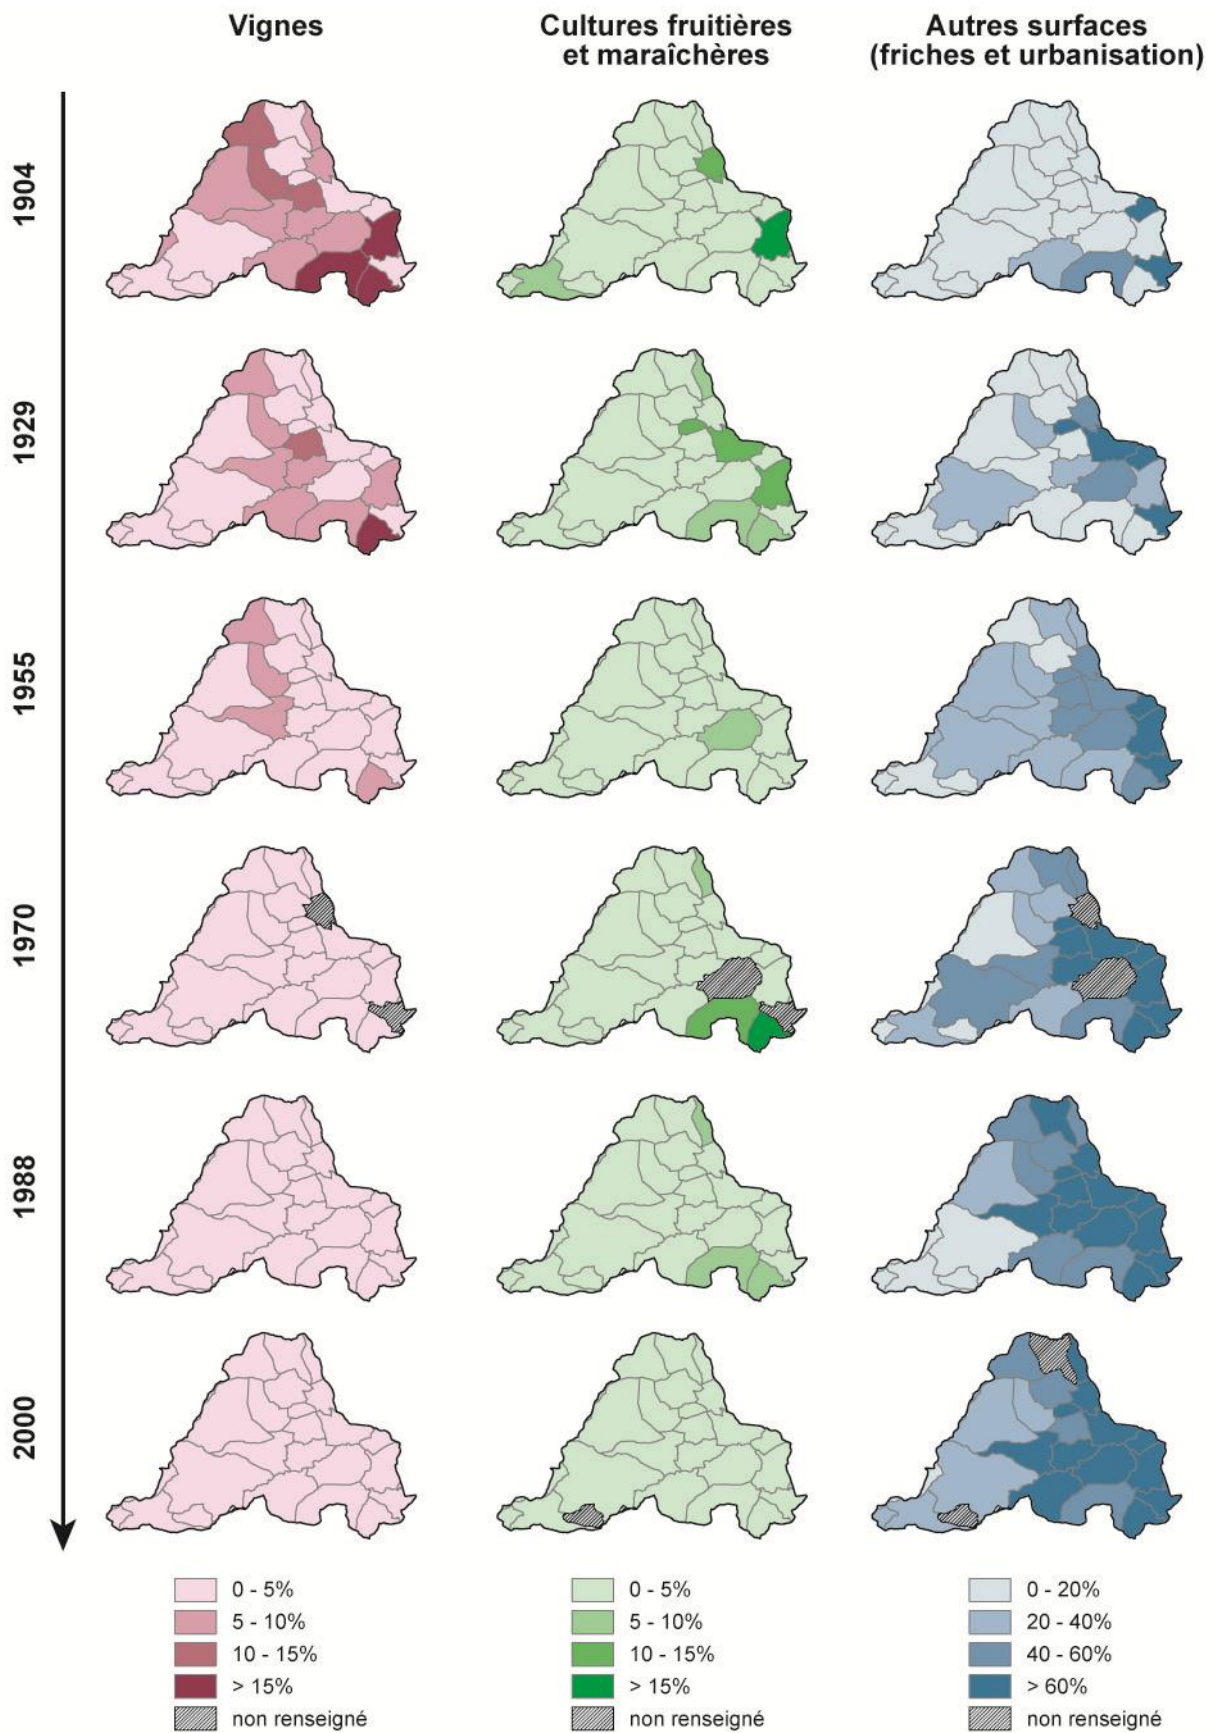 Vignes
Cultures fruitières
et maraîchères
Autres surfaces
(friches et urbanisation)
1904
1929
1955
1970
1988
2000
0 - 5%
5 - 10%
10 - 15%
> 15%
non renseigné
0 - 5%
5 - 10%
10 - 15%
> 15%
non renseigné
0 - 20%
20 - 40%
40 - 60%
> 60%
non renseigné